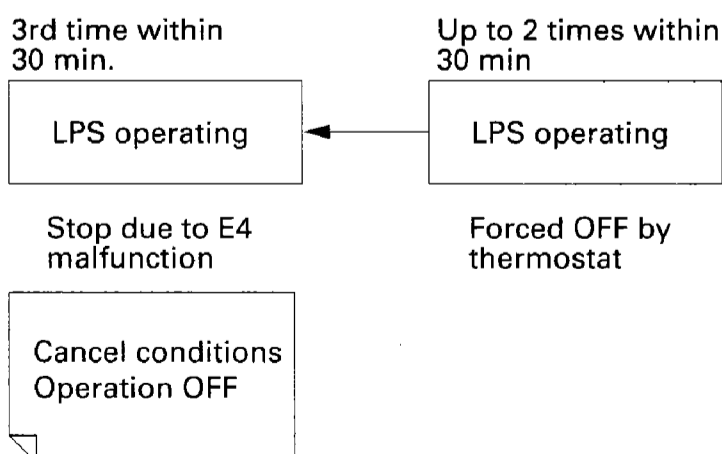 3rd time within
30 min.
LPS operating
Stop due to E4
malfunction
Cancel conditions
Operation OFF
Up to 2 times within
30 min
LPS operating
Forced OFF by
thermostat